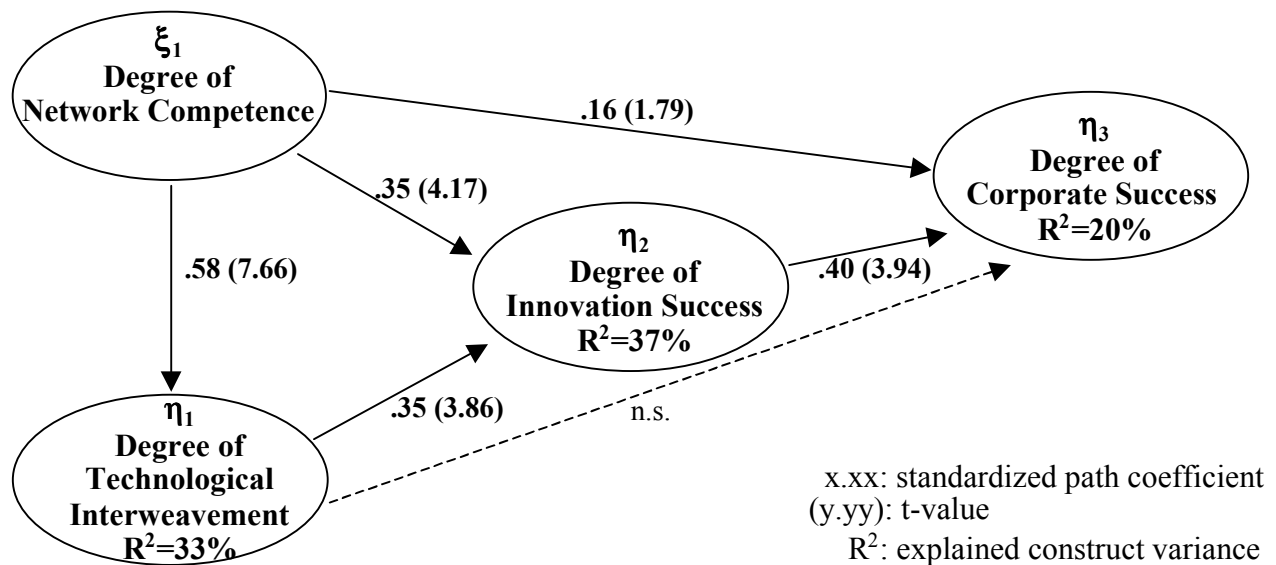 ξ₁
Degree of
Network Competence
.16 (1.79)
η₃
Degree of
Corporate Success
R²=20%
.35 (4.17)
η₂
Degree of
Innovation Success
R²=37%
.40 (3.94)
.58 (7.66)
η₁
Degree of
Technological
Interweavement
R²=33%
.35 (3.86)
n.s.
x.xx: standardized path coefficient
(y.yy): t-value
R²: explained construct variance